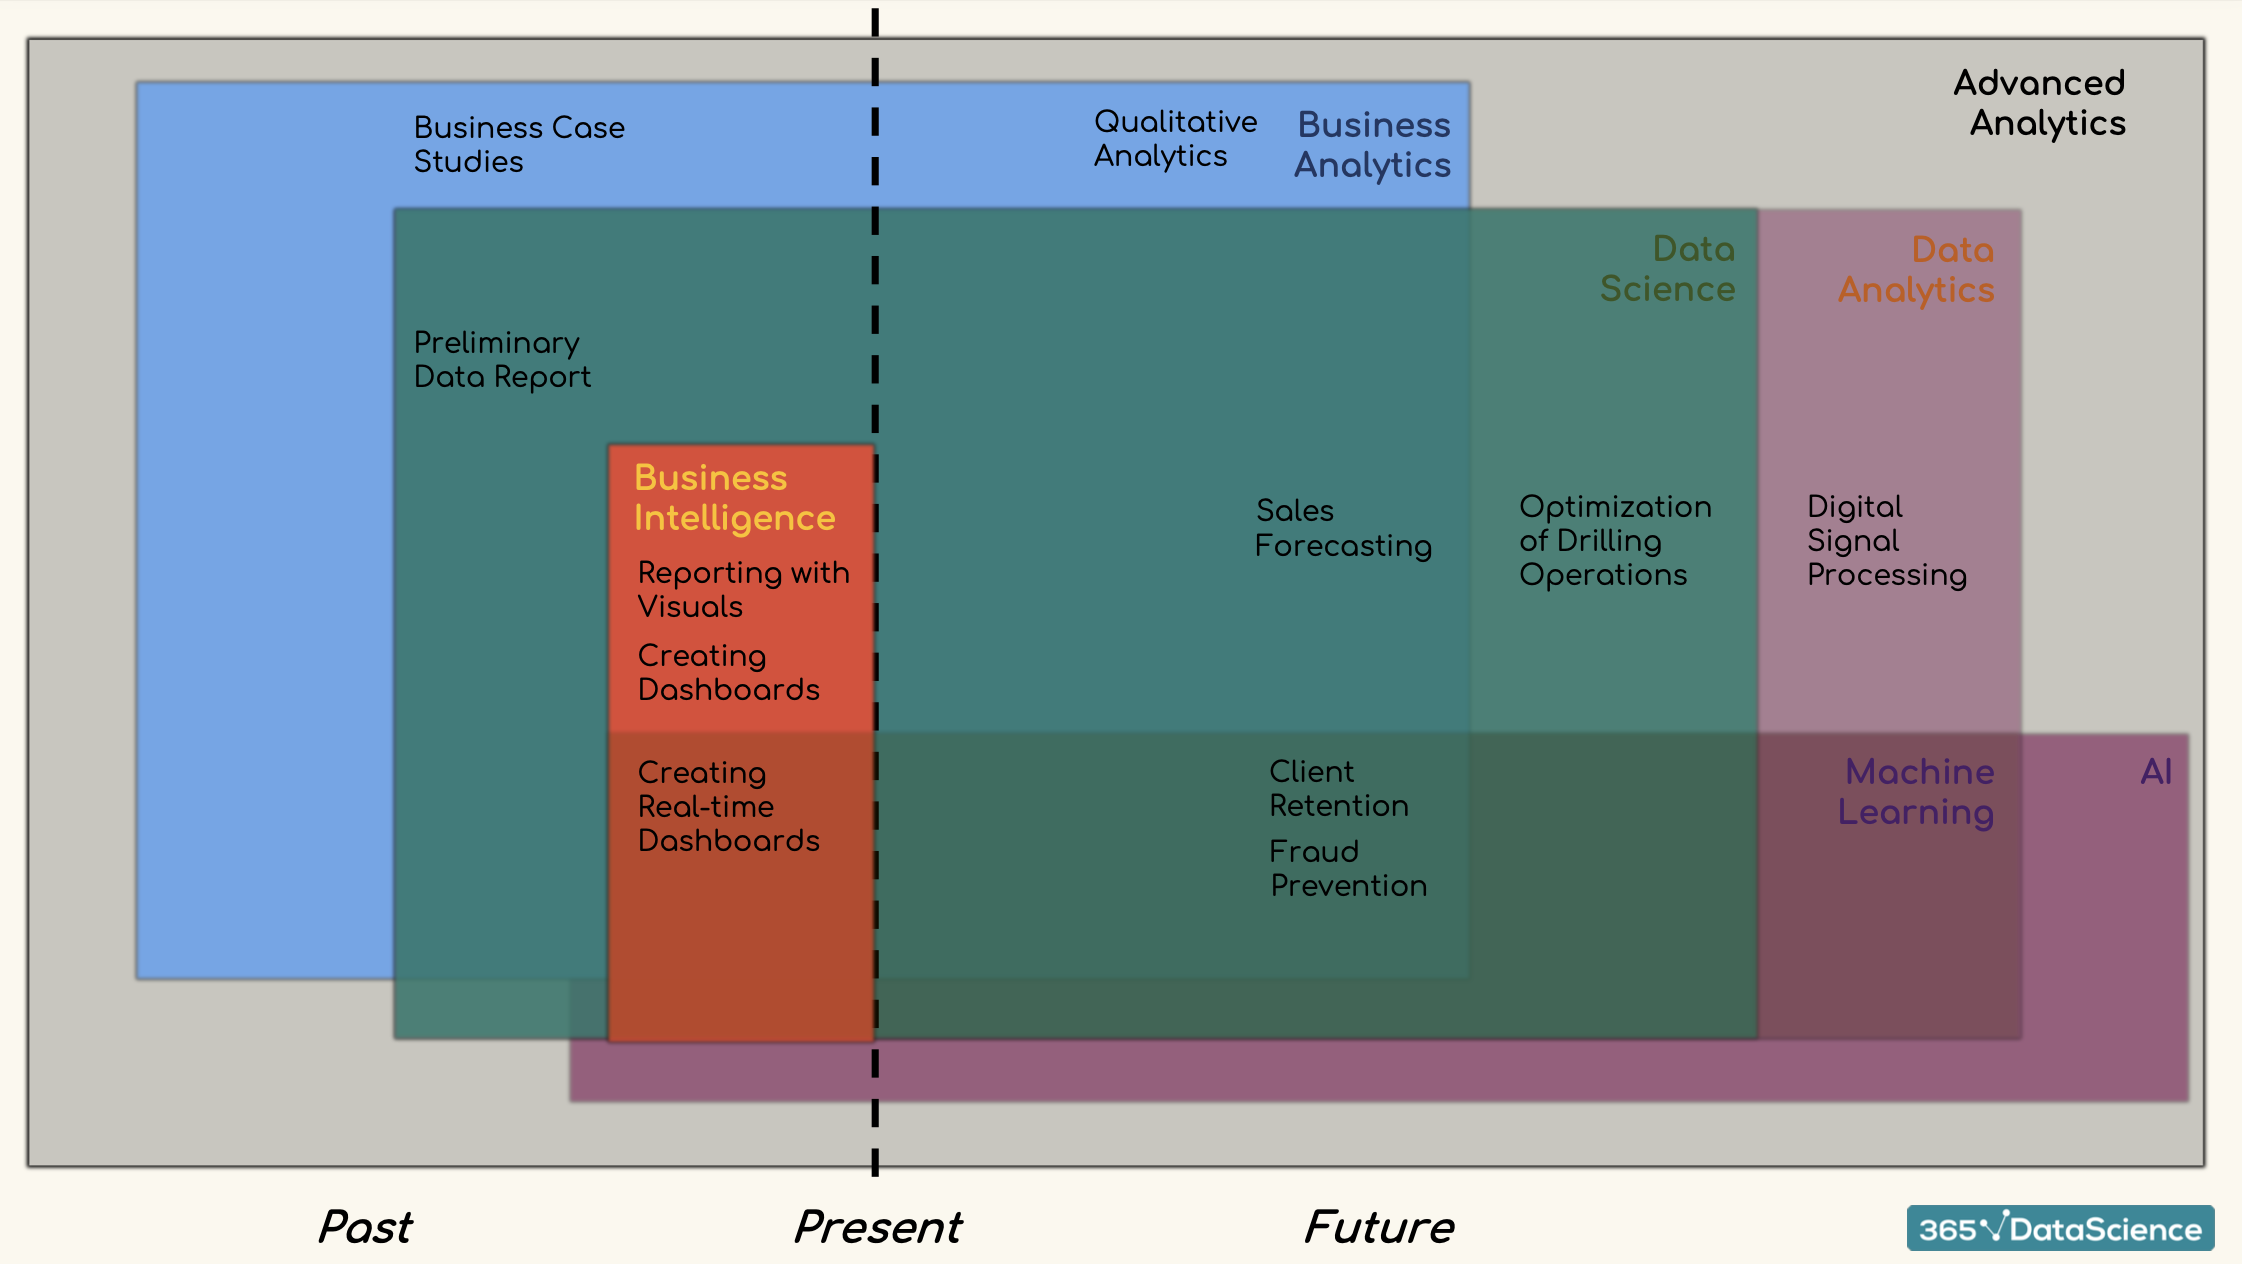 Advanced
Analytics
Business Case
Studies
Qualitative
Analytics
Business
Analytics
Data
Science
Data
Analytics
Preliminary
Data Report
Business
Intelligence
Reporting with
Visuals
Creating
Dashboards
Sales
Forecasting
Optimization
of Drilling
Operations
Digital
Signal
Processing
Creating
Real-time
Dashboards
Client
Retention
Fraud
Prevention
Machine
Learning
AI
Past
Present
Future
365 DataScience